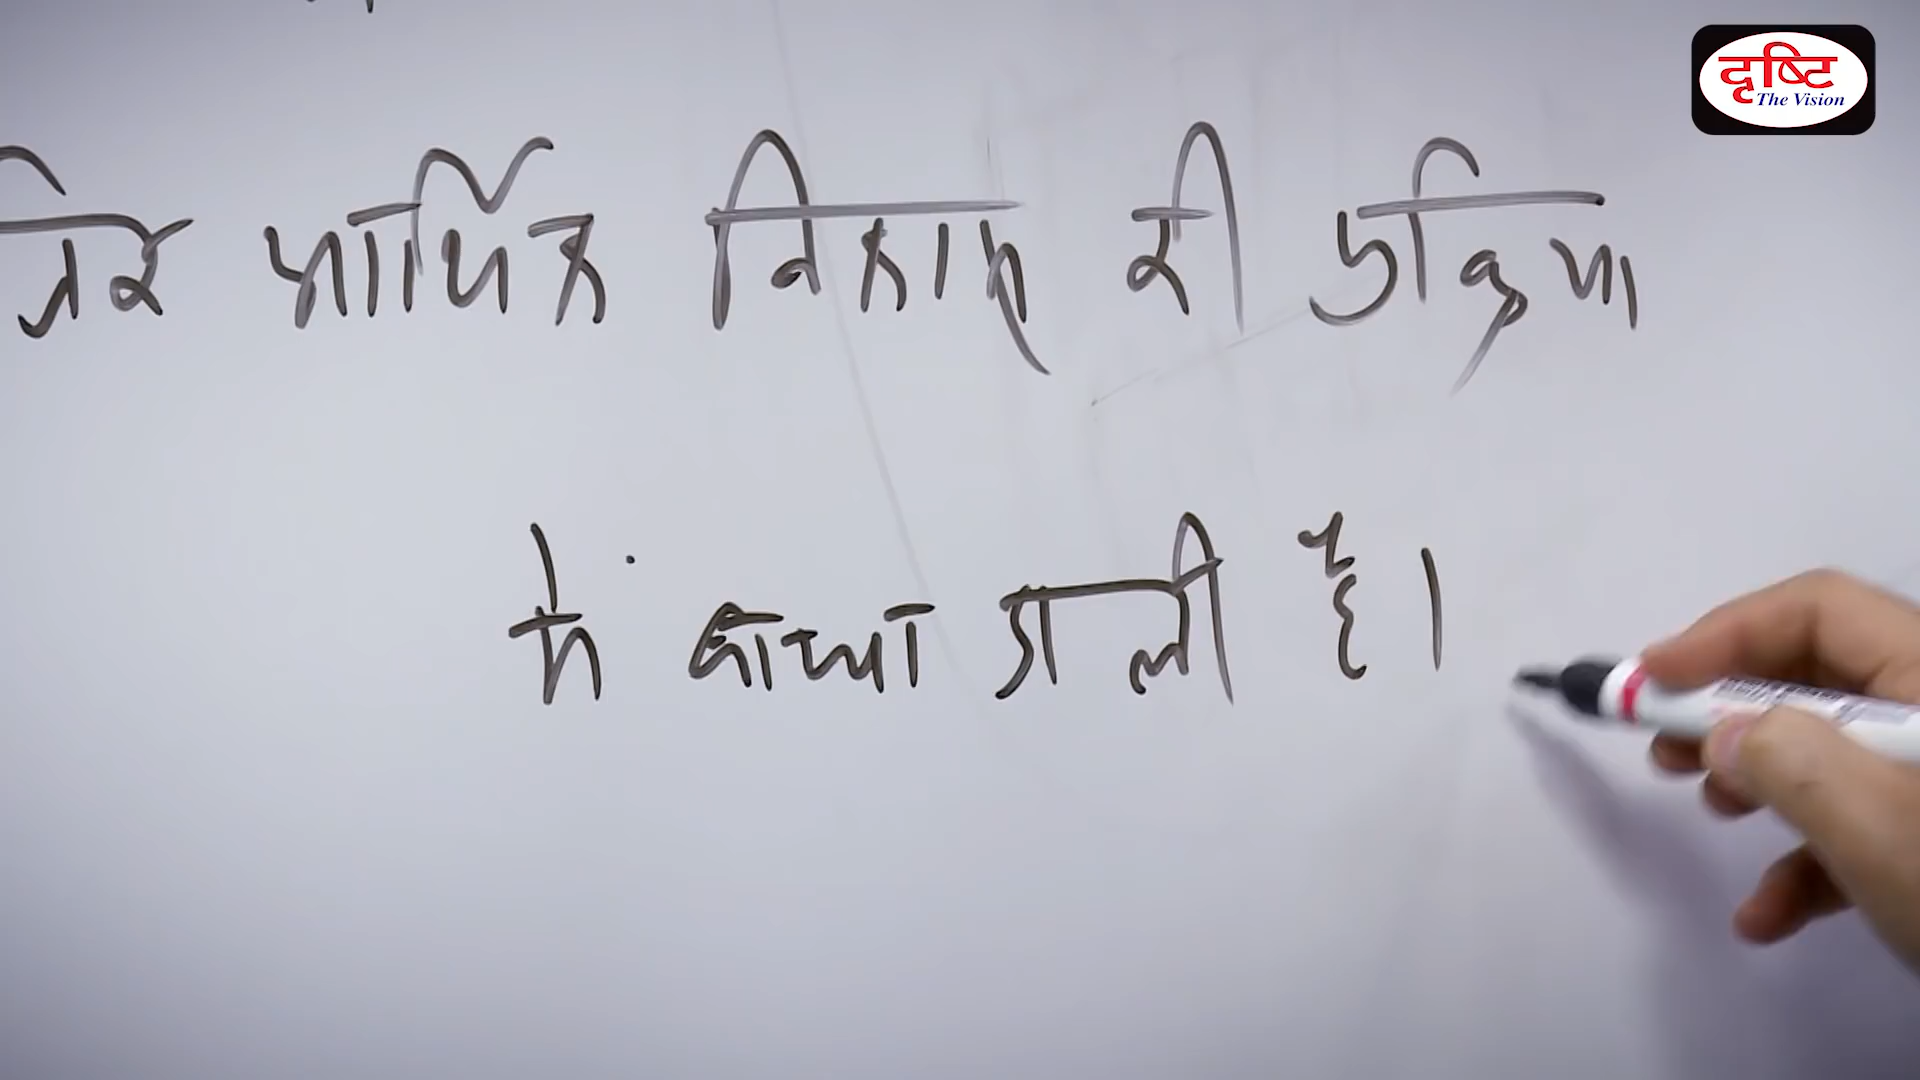 दृष्टि
The Vision
आर्थिक विकास की प्रक्रिया
में बाधा डाली है।